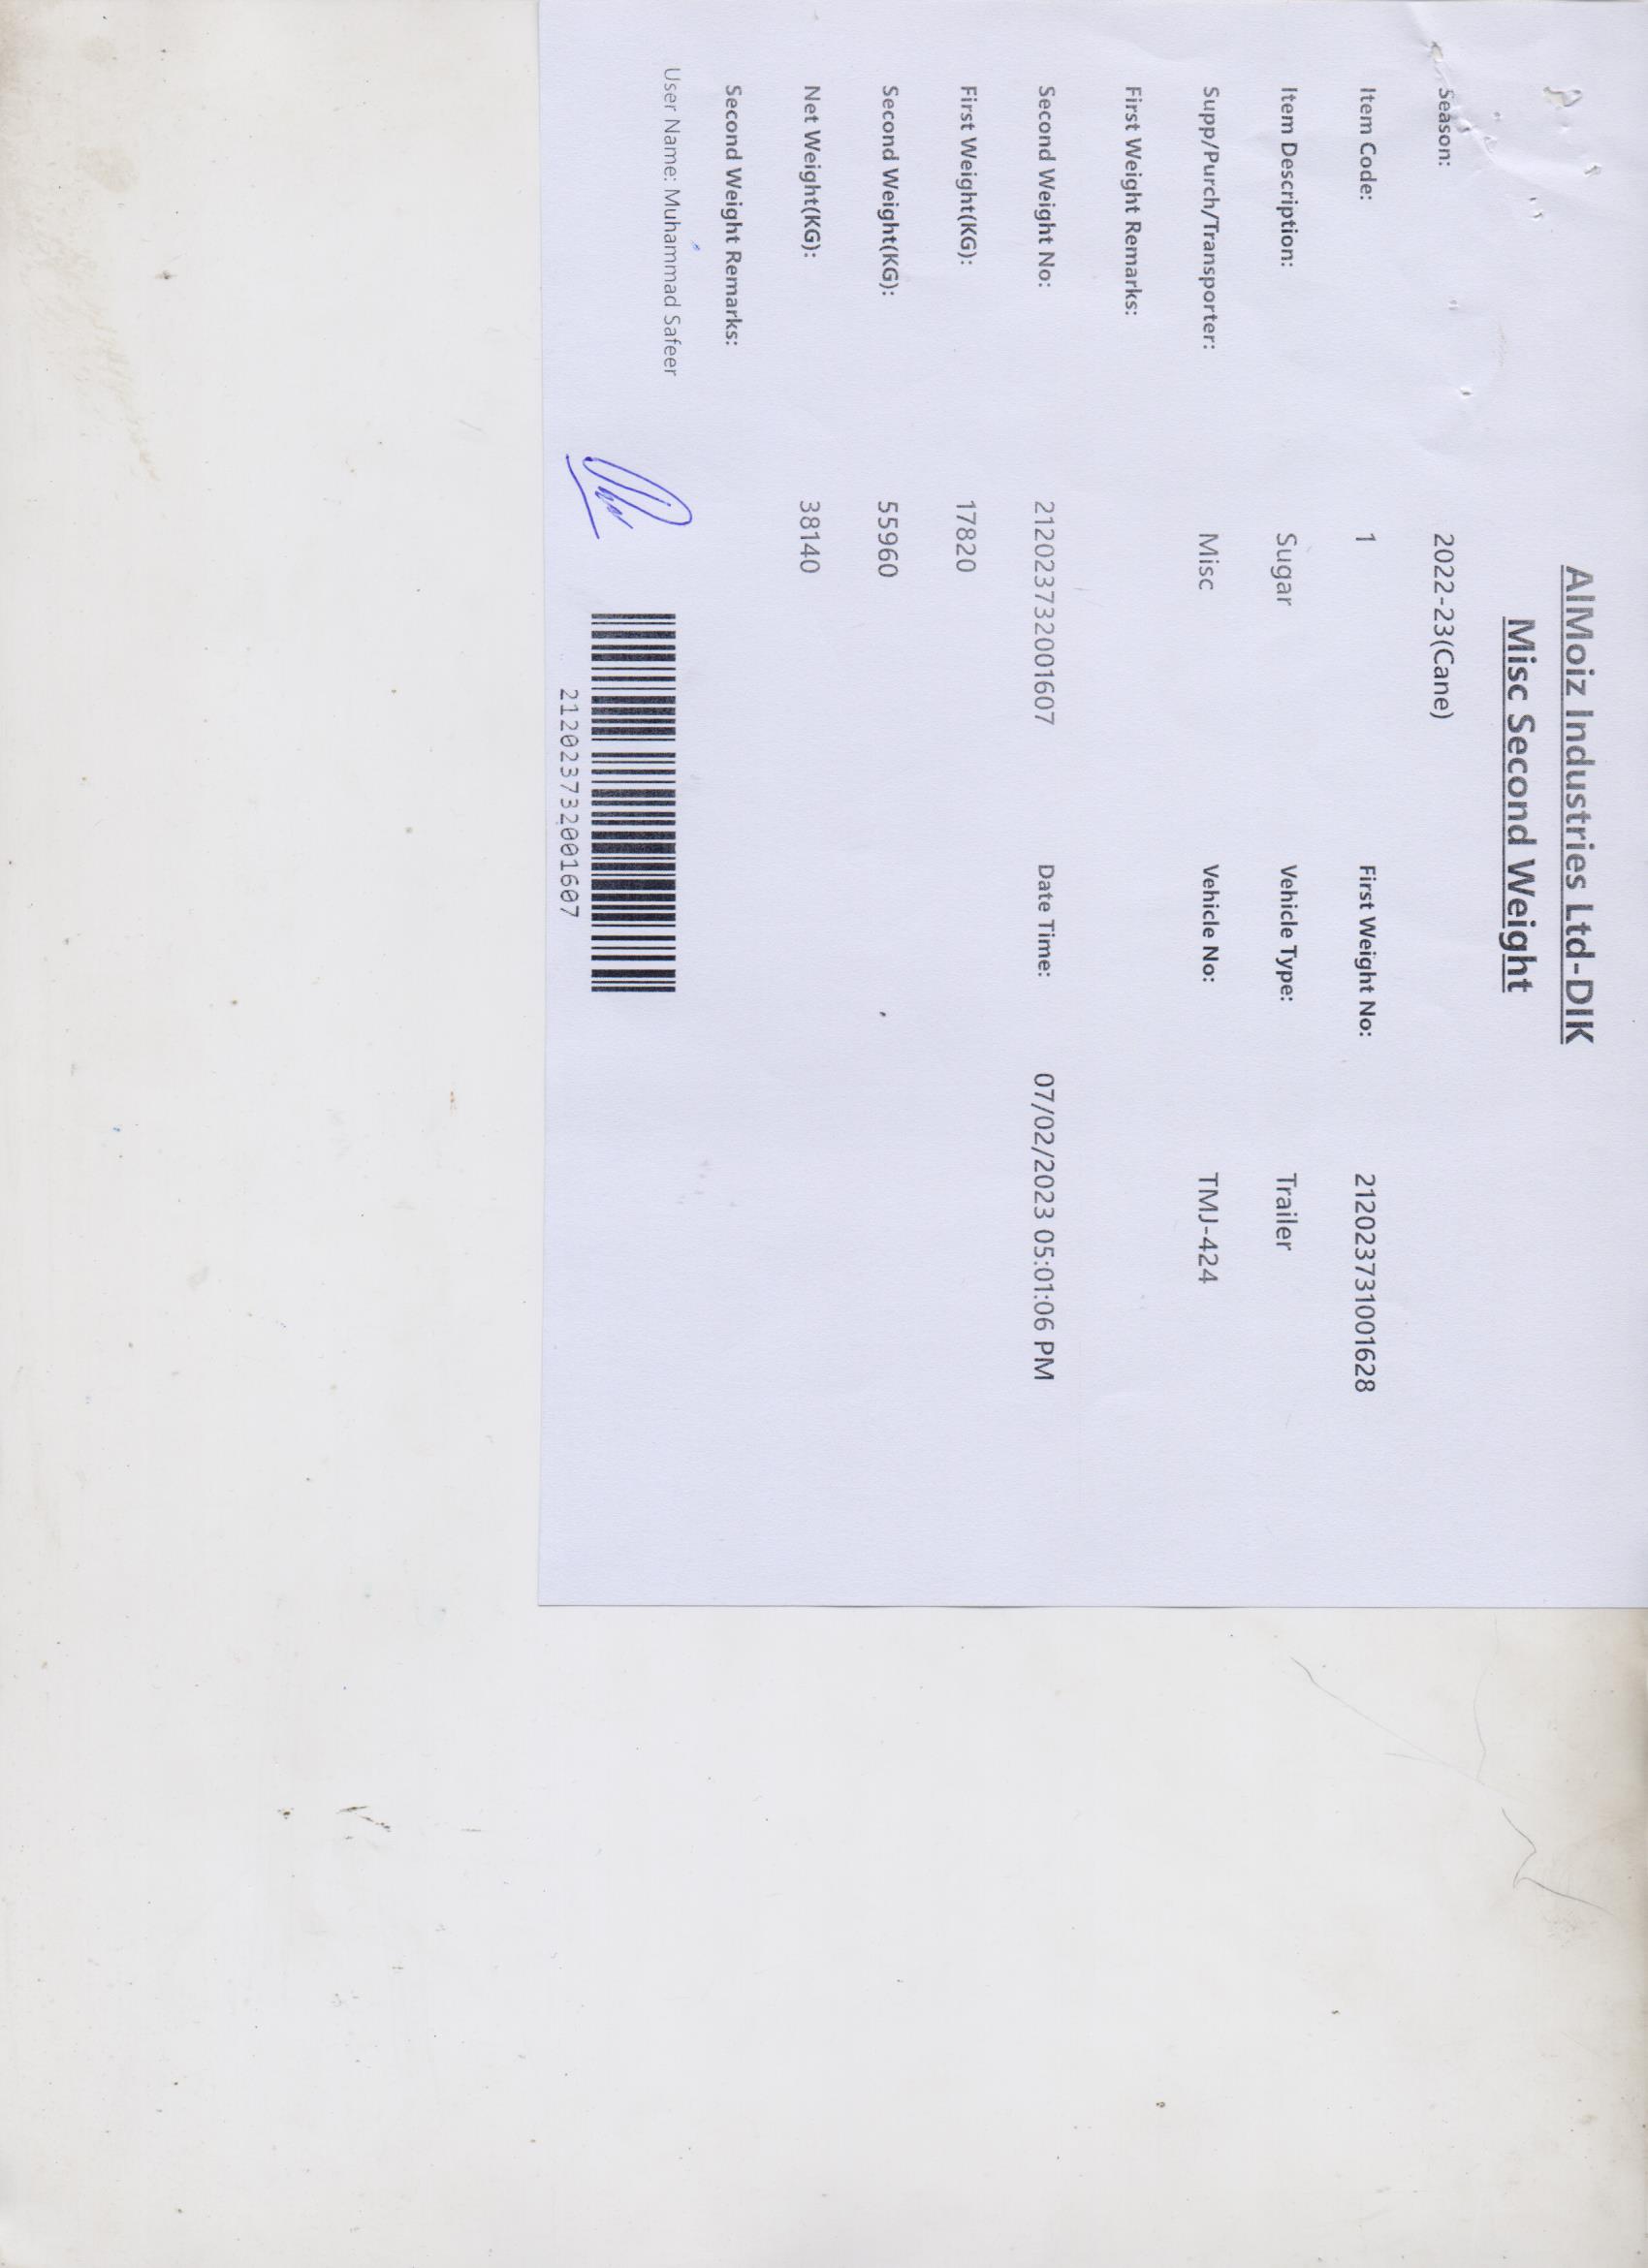 AlMoiz Industries Ltd-DIK
Misc Second Weight
Season: 2022-23(Cane)
Item Code: 1 First Weight No: 212023731001628
Item Description: Sugar Vehicle Type: Trailer
Supp/Purch/Transporter: Misc Vehicle No: TMJ-424
First Weight Remarks:
Second Weight No: 212023732001607 Date Time: 07/02/2023 05:01:06 PM
First Weight(KG): 17820
Second Weight(KG): 55960
Net Weight(KG): 38140
Second Weight Remarks:
User Name: Muhammad Safeer
212023732001607